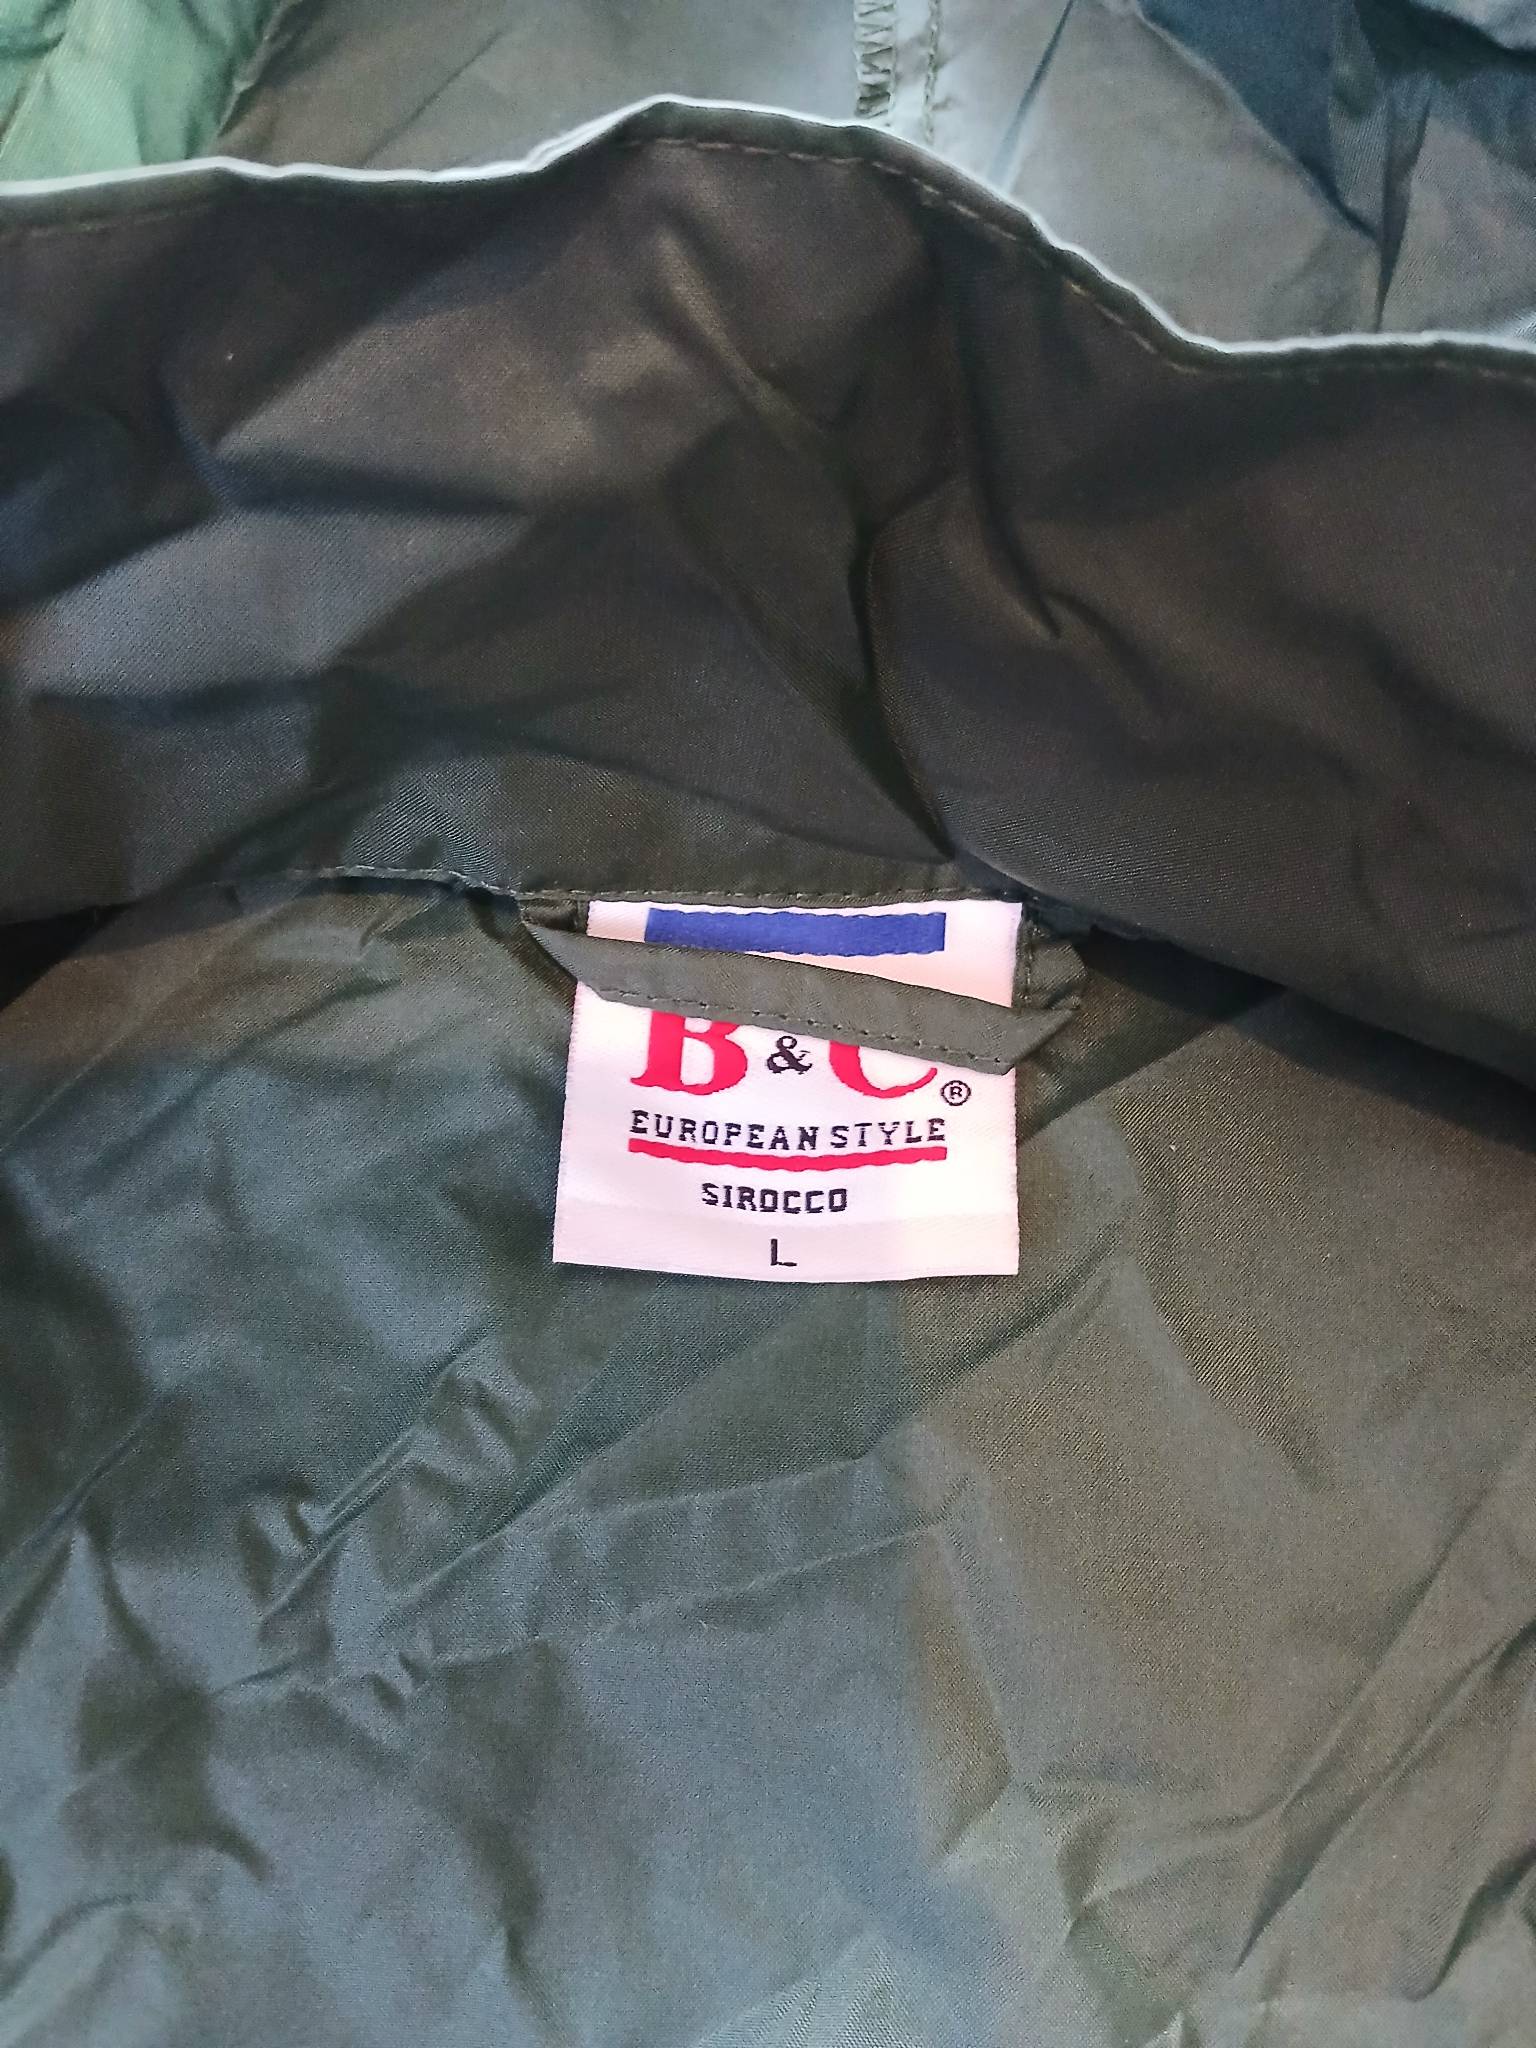 B & C ®
EUROPEAN STYLE
SIROCCO
L